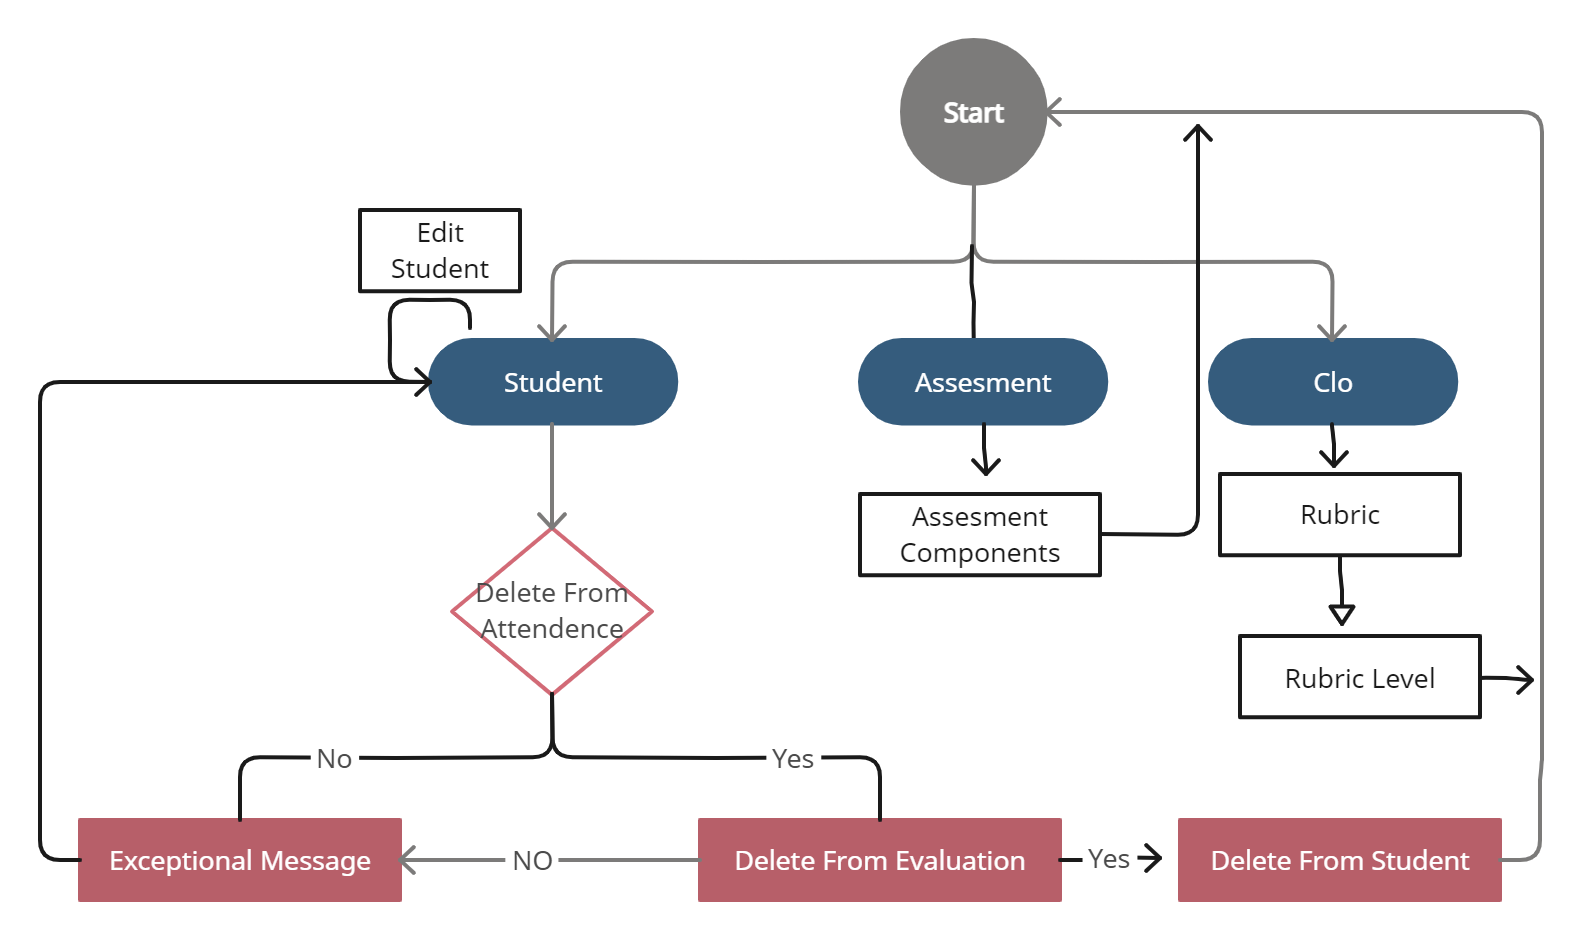 Start
Edit
Student
Student
Assesment
Clo
Assesment
Components
Rubric
Delete From
Attendence
Rubric Level
No
Yes
Exceptional Message
NO
Delete From Evaluation
Yes
Delete From Student